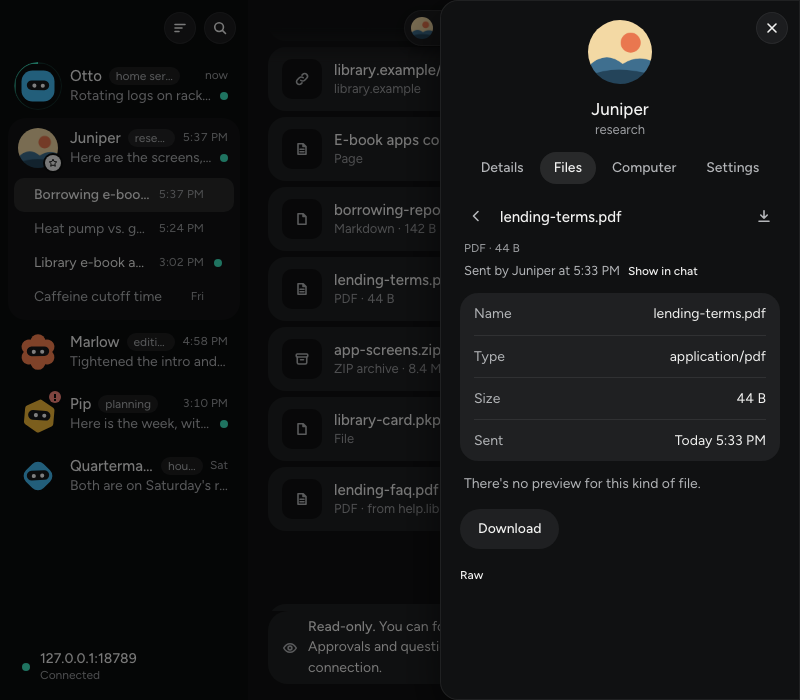 Otto home ser... now
Rotating logs on rack...
Juniper rese... 5:37 PM
Here are the screens,...
Borrowing e-boo... 5:37 PM
Heat pump vs. g... 5:24 PM
Library e-book a... 3:02 PM
Caffeine cutoff time Fri
Marlow editi... 4:58 PM
Tightened the intro and...
Pip planning 3:10 PM
Here is the week, wit...
Quarterma... hou... Sat
Both are on Saturday's r...
127.0.0.1:18789
Connected
library.example/
library.example
E-book apps co
Page
borrowing-repo
Markdown · 142 B
lending-terms.p
PDF · 44 B
app-screens.zip
ZIP archive · 8.4 M
library-card.pkp
File
lending-faq.pdf
PDF · from help.lib
Read-only. You can fo
Approvals and questi
connection.
Juniper
research
Details Files Computer Settings
lending-terms.pdf
PDF · 44 B
Sent by Juniper at 5:33 PM Show in chat
Name lending-terms.pdf
Type application/pdf
Size 44 B
Sent Today 5:33 PM
There's no preview for this kind of file.
Download
Raw